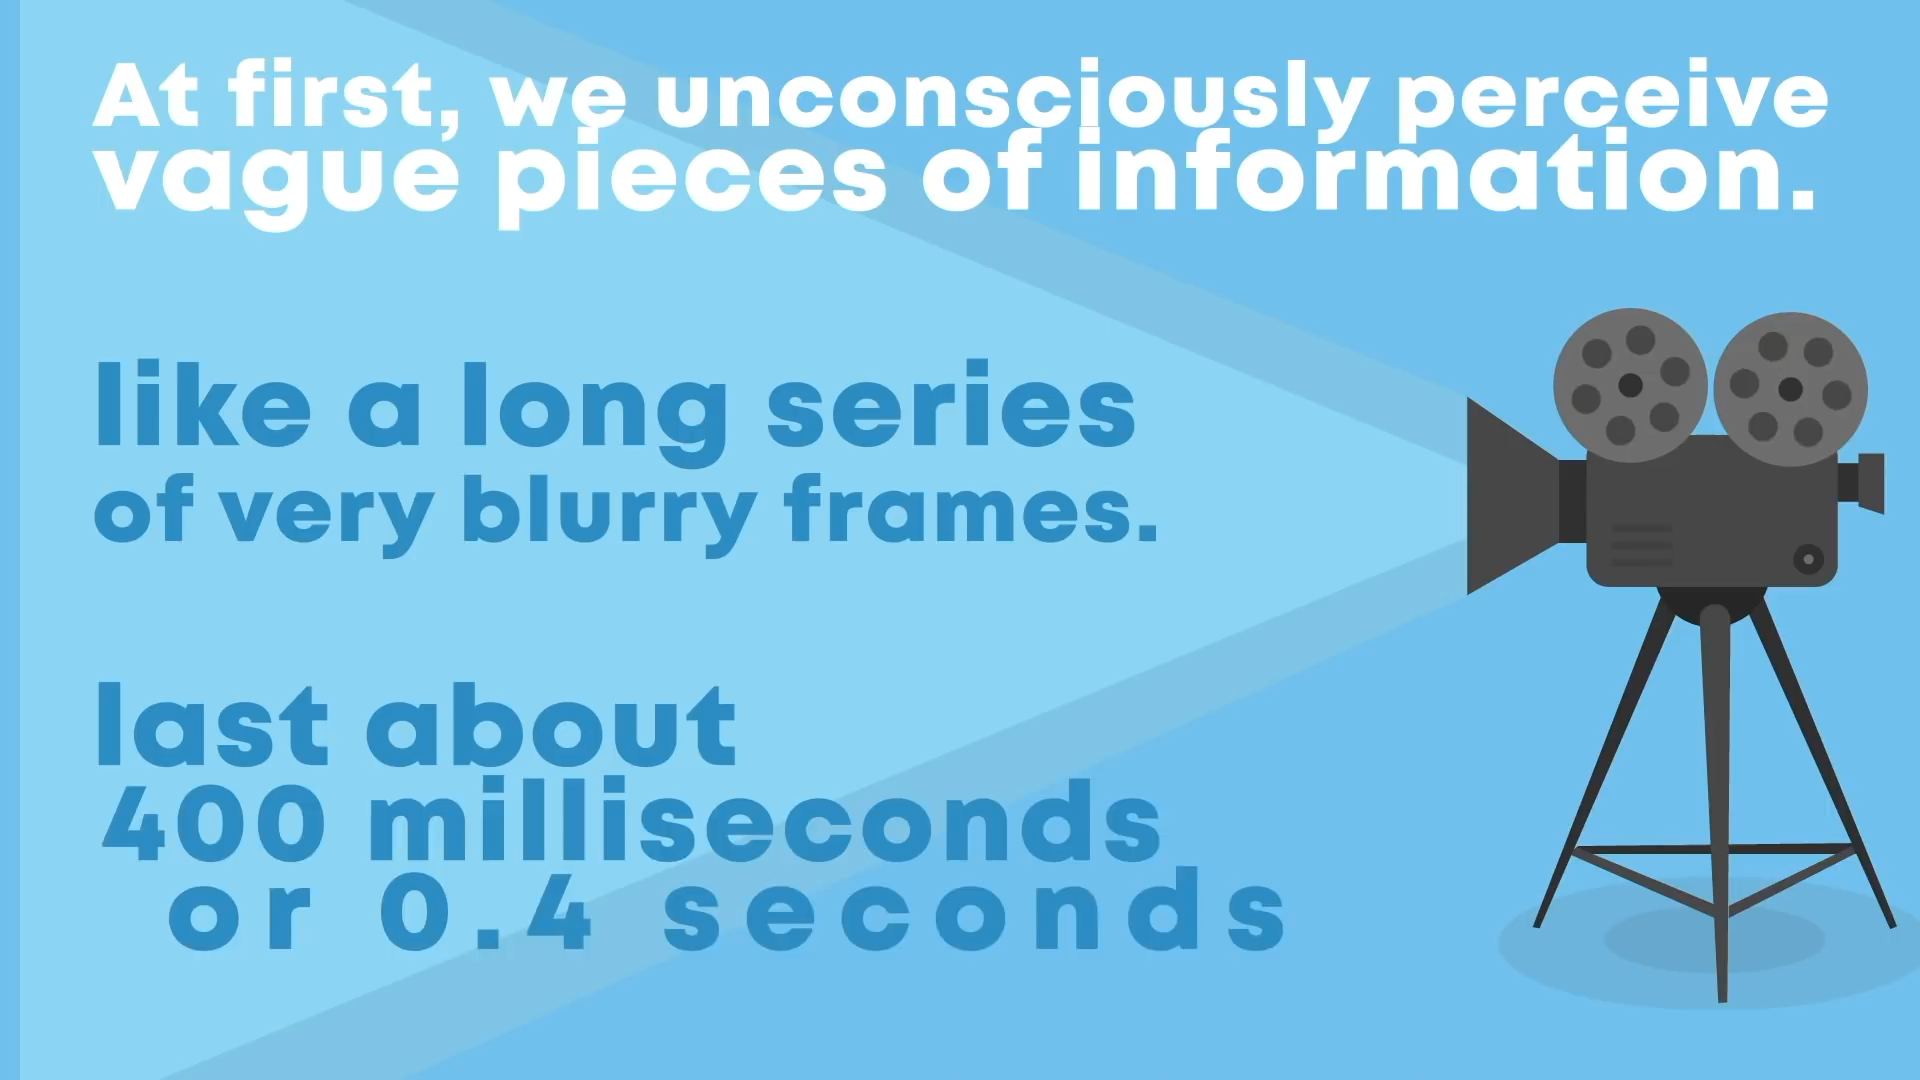 At first, we unconsciously perceive
vague pieces of information.
like a long series
of very blurry frames.
last about
400 milliseconds
or 0.4 seconds